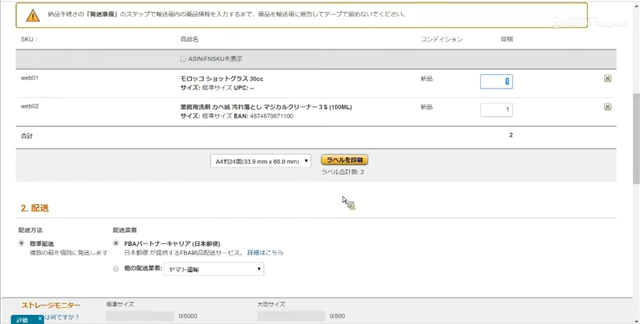 納品手続きの「発送準備」のステップで輸送箱内の商品情報を入力するまで、商品を輸送箱に梱包してテープで留めないでください。
SKU： 商品名 コンディション
ASIN/FNSKUを表示
web01 モロッコ ショットグラス 30cc 新品 1
サイズ: 標準サイズ UPC: --
web02 業務用洗剤 カベ紙 汚れ落とし マジカルクリーナー３S (100ML) 新品 1
サイズ: 標準サイズ EAN: 4874879871100
合計 2
A4判24面(33.9 mm x 66.0 mm) ラベルを印刷
ラベル合計数: 2
2. 配送
配送方法 配送業者
標準配送 FBAパートナーキャリア (日本郵便)
複数の箱を個別に発送します 日本郵便 が提供するFBA納品配送サービス。 詳細はこちら
他の配送業者: ヤマト運輸
ストレージモニター 標準サイズ 大型サイズ
は何ですか？ 0/5000 0/500
評価 ×